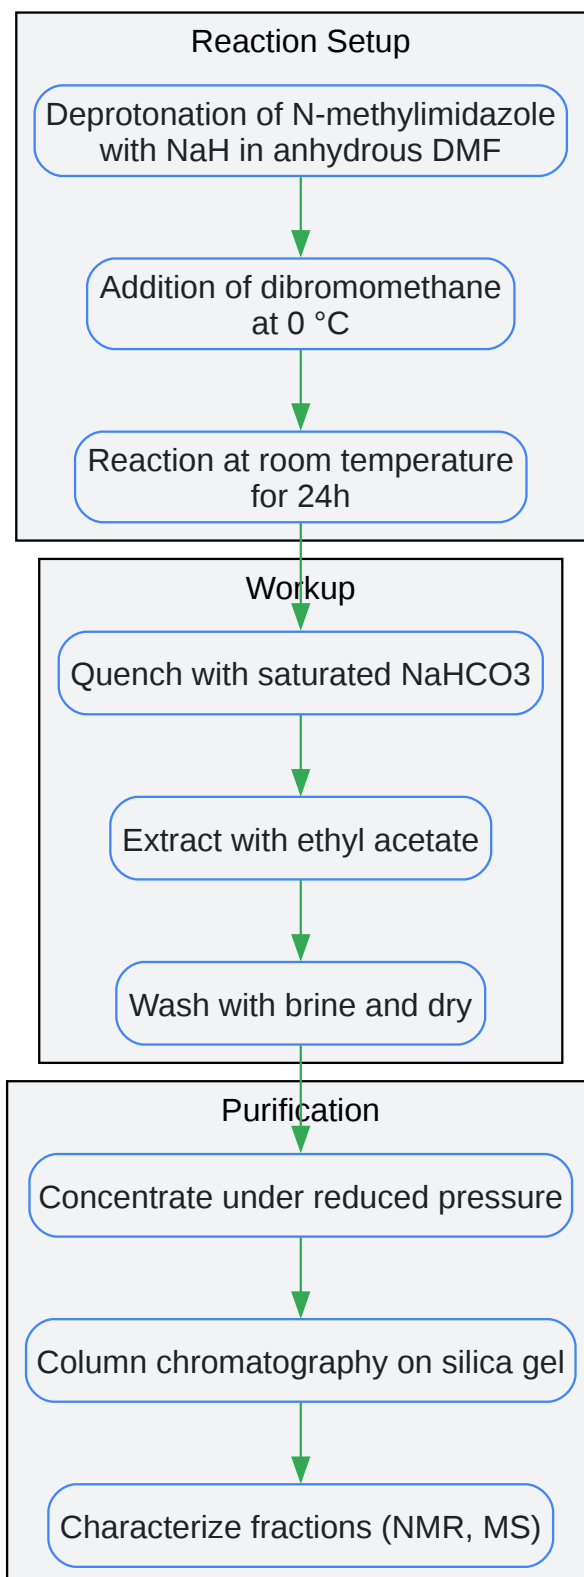 Reaction Setup
Deprotonation of N-methylimidazole
with NaH in anhydrous DMF
Addition of dibromomethane
at 0 °C
Reaction at room temperature
for 24h
Workup
Quench with saturated NaHCO3
Extract with ethyl acetate
Wash with brine and dry
Purification
Concentrate under reduced pressure
Column chromatography on silica gel
Characterize fractions (NMR, MS)